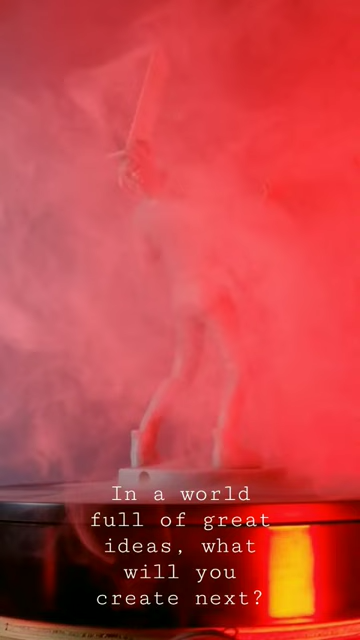 In a world
full of great
ideas, what
will you
create next?